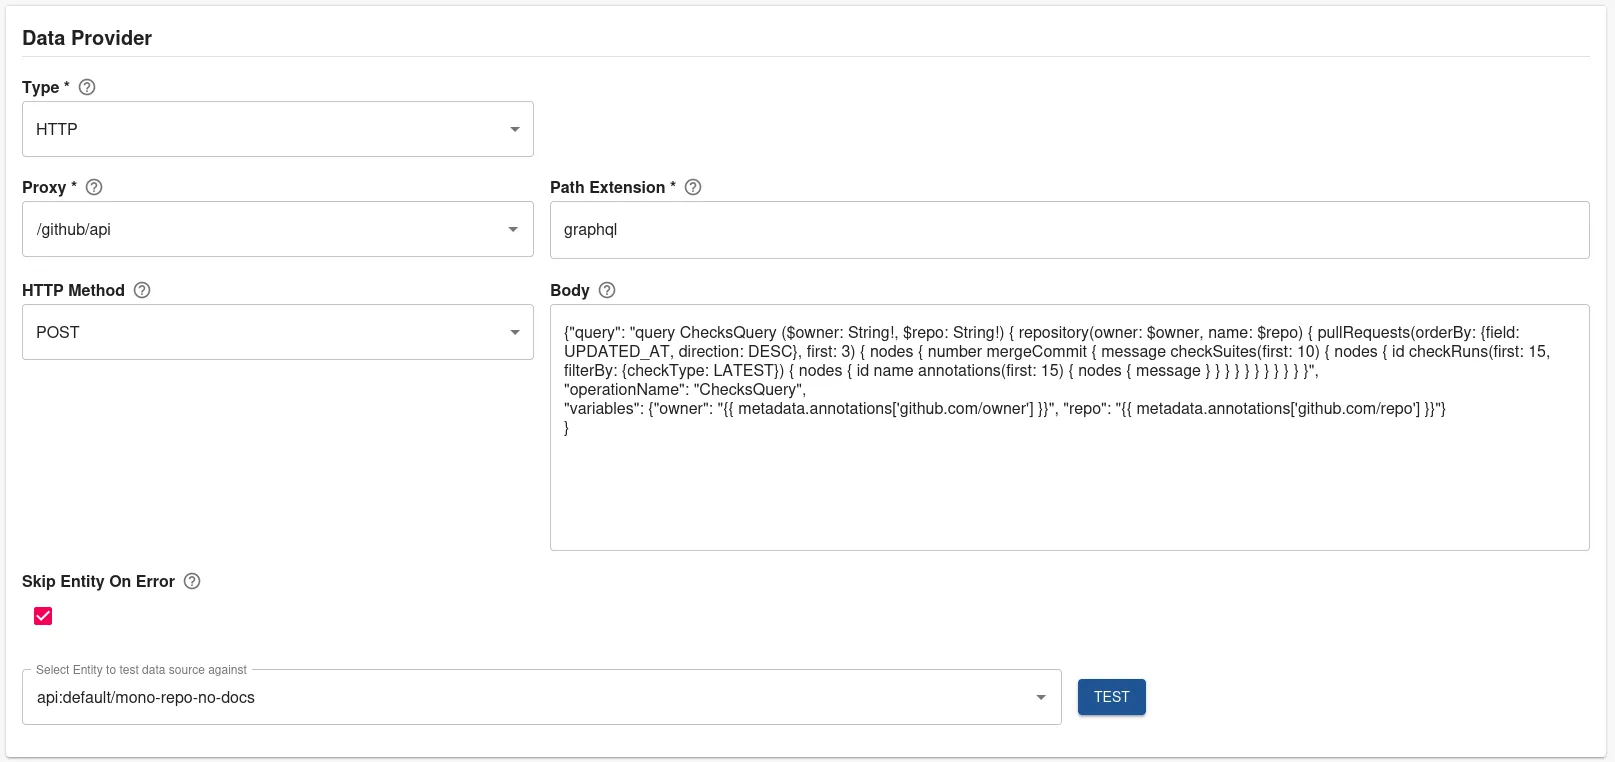 Data Provider
Type *
HTTP
Proxy *
Path Extension *
/github/api
graphql
HTTP Method
Body
POST
{"query": "query ChecksQuery ($owner: String!, $repo: String!) { repository(owner: $owner, name: $repo) { pullRequests(orderBy: {field:
UPDATED_AT, direction: DESC}, first: 3) { nodes { number mergeCommit { message checkSuites(first: 10) { nodes { id checkRuns(first: 15,
filterBy: {checkType: LATEST}) { nodes { id name annotations(first: 15) { nodes { message } } } } } } } } } } }",
"operationName": "ChecksQuery",
"variables": {"owner": "{{ metadata.annotations['github.com/owner'] }}", "repo": "{{ metadata.annotations['github.com/repo'] }}"}
}
Skip Entity On Error
Select Entity to test data source against
api:default/mono-repo-no-docs
TEST